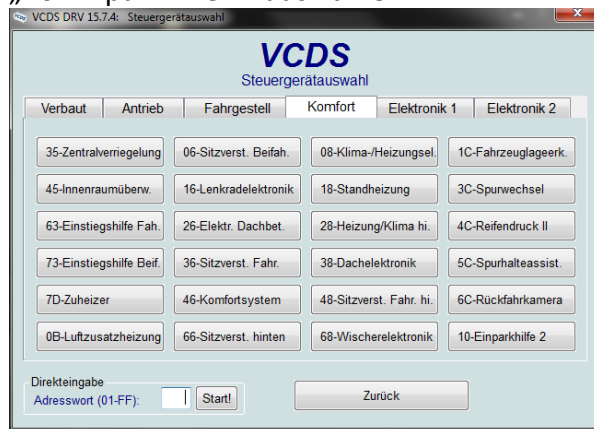 VCDS DRV 15.7.4: Steuergerätauswahl
VCDS
Steuergerätauswahl
Verbaut Antrieb Fahrgestell Komfort Elektronik 1 Elektronik 2
35-Zentralverriegelung 06-Sitzverst. Beifah. 08-Klima-/Heizungsel. 1C-Fahrzeuglageerk.
45-Innenraumüberw. 16-Lenkradelektronik 18-Standheizung 3C-Spurwechsel
63-Einstiegshilfe Fah. 26-Elektr. Dachbet. 28-Heizung/Klima hi. 4C-Reifendruck II
73-Einstiegshilfe Beif. 36-Sitzverst. Fahr. 38-Dachelektronik 5C-Spurhalteassist.
7D-Zuheizer 46-Komfortsystem 48-Sitzverst. Fahr. hi. 6C-Rückfahrkamera
0B-Luftzusatzheizung 66-Sitzverst. hinten 68-Wischerelektronik 10-Einparkhilfe 2
Direkteingabe
Adresswort (01-FF): Start! Zurück